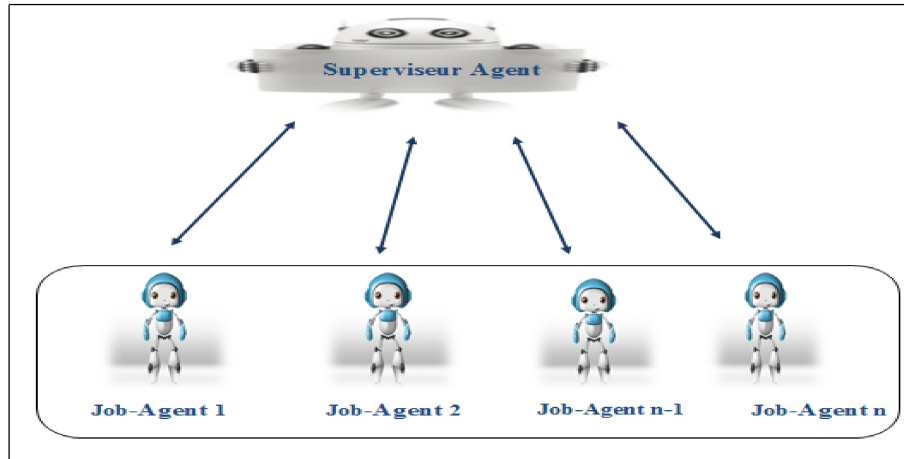 Superviseur Agent
Job-Agent 1
Job-Agent 2
Job-Agent n-1
Job-Agent n